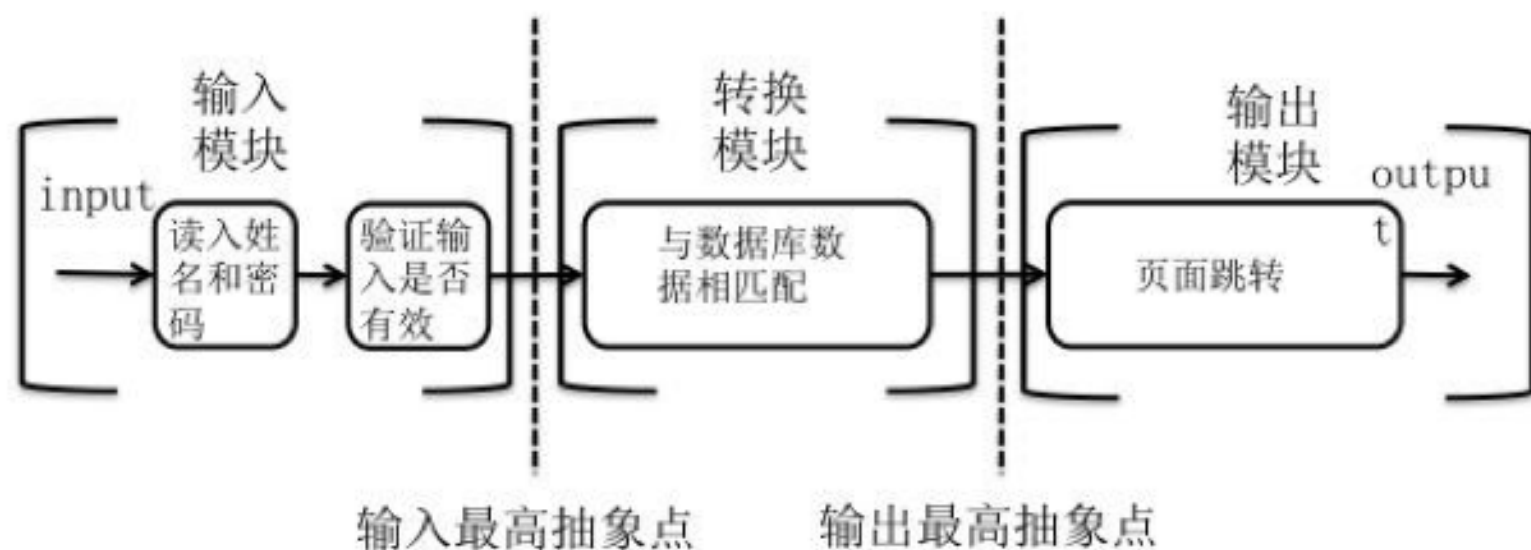 输入
模块
input
读入姓
名和密
码
验证输
入是否
有效
转换
模块
与数据库数
据相匹配
输出
模块
outpu
t
页面跳转
输入最高抽象点
输出最高抽象点